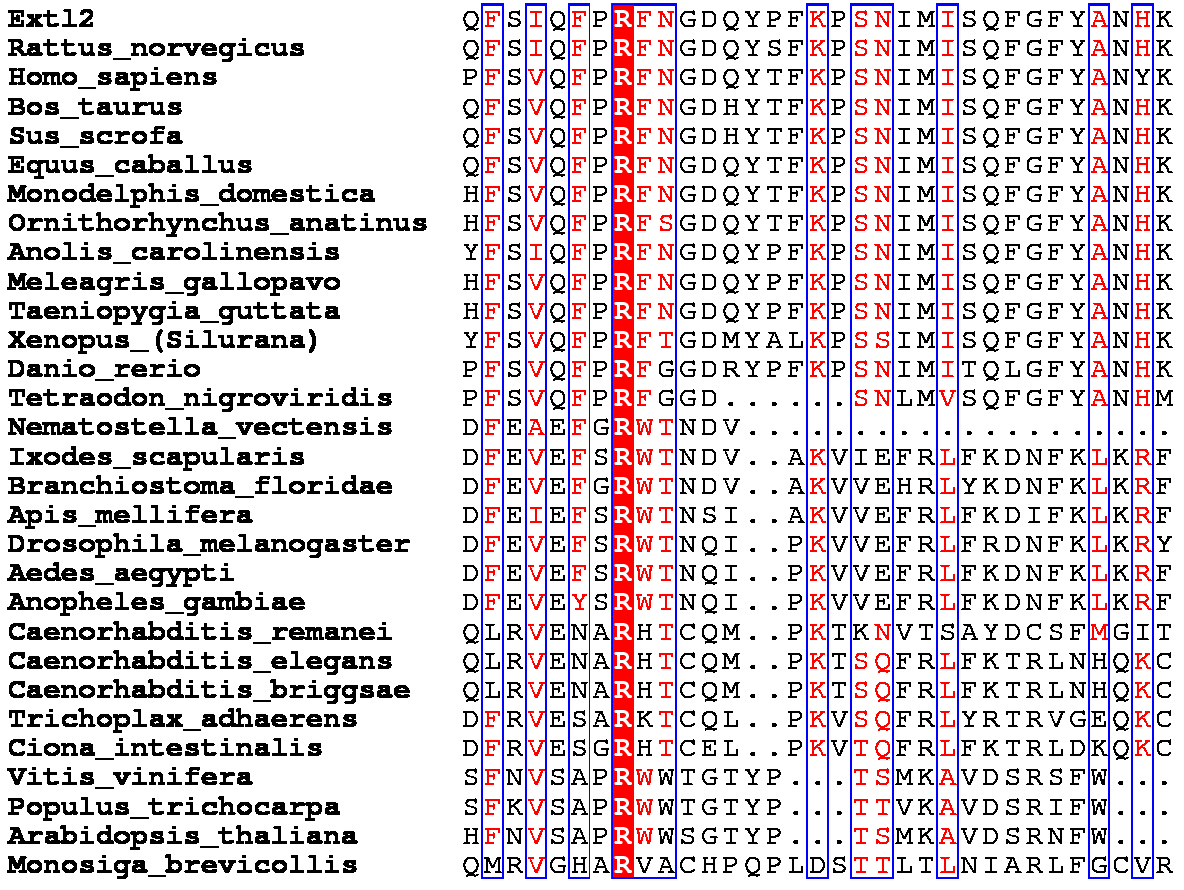 Extl2 QFSIQFPRFNGDQYPFKPSNIMISQFGFYANHK
Rattus_norvegicus QFSIQFPRFNGDQYSFKPSNIMISQFGFYANHK
Homo_sapiens PFSVQFPRFNGDQYTFKPSNIMISQFGFYANYK
Bos_taurus QFSVQFPRFNGDHYTFKPSNIMISQFGFYANHK
Sus_scrofa QFSVQFPRFNGDHYTFKPSNIMISQFGFYANHK
Equus_caballus QFSVQFPRFNGDQYTFKPSNIMISQFGFYANHK
Monodelphis_domestica HFSVQFPRFNGDQYTFKPSNIMISQFGFYANHK
Ornithorhynchus_anatinus HFSVQFPRFSGDQYTFKPSNIMISQFGFYANHK
Anolis_carolinensis YFSIQFPRFNGDQYPFKPSNIMISQFGFYANHK
Meleagris_gallopavo HFSVQFPRFNGDQYPFKPSNIMISQFGFYANHK
Taeniopygia_guttata HFSVQFPRFNGDQYPFKPSNIMISQFGFYANHK
Xenopus_(Silurana) YFSVQFPRFTGDMYALKPSSIMISQFGFYANHK
Danio_rerio PFSVQFPRFGGDRYPFKPSNIMITQLGFYANHK
Tetraodon_nigroviridis PFSVQFPRFGGD......SNLMVSQFGFYANHM
Nematostella_vectensis DFEAEFGRWTNDV....................
Ixodes_scapularis DFEVEFSRWTNDV..AKVIEFRLFKDNFKLKRF
Branchiostoma_floridae DFEVEFGRWTNDV..AKVVEHRLYKDNFKLKRF
Apis_mellifera DFEIEFSRWTNSI..AKVVEFRLFKDIFKLKRF
Drosophila_melanogaster DFEVEFSRWTNQI..PKVVEFRLFRDNFKLKRY
Aedes_aegypti DFEVEFSRWTNQI..PKVVEFRLFKDNFKLKRF
Anopheles_gambiae DFEVEYSRWTNQI..PKVVEFRLFKDNFKLKRF
Caenorhabditis_remanei QLRVENARHTCQM..PKTKNVTSAYDCSFMGIT
Caenorhabditis_elegans QLRVENARHTCQM..PKTSQFRLFKTRLNHQKC
Caenorhabditis_briggsae QLRVENARHTCQM..PKTSQFRLFKTRLNHQKC
Trichoplax_adhaerens DFRVESARKTCQL..PKVSQFRLYRTRVGEQKC
Ciona_intestinalis DFRVESGRHTCEL..PKVTQFRLFKTRLDKQKC
Vitis_vinifera SFNVSAPRWWTGTYP...TSMKAVDSRSFW...
Populus_trichocarpa SFKVSAPRWWTGTYP...TTVKAVDSRIFW...
Arabidopsis_thaliana HFNVSAPRWWSGTYP...TSMKAVDSRNFW...
Monosiga_brevicollis QMRVGHARVACHPQPLDSTTLTLNIARLFGCVR